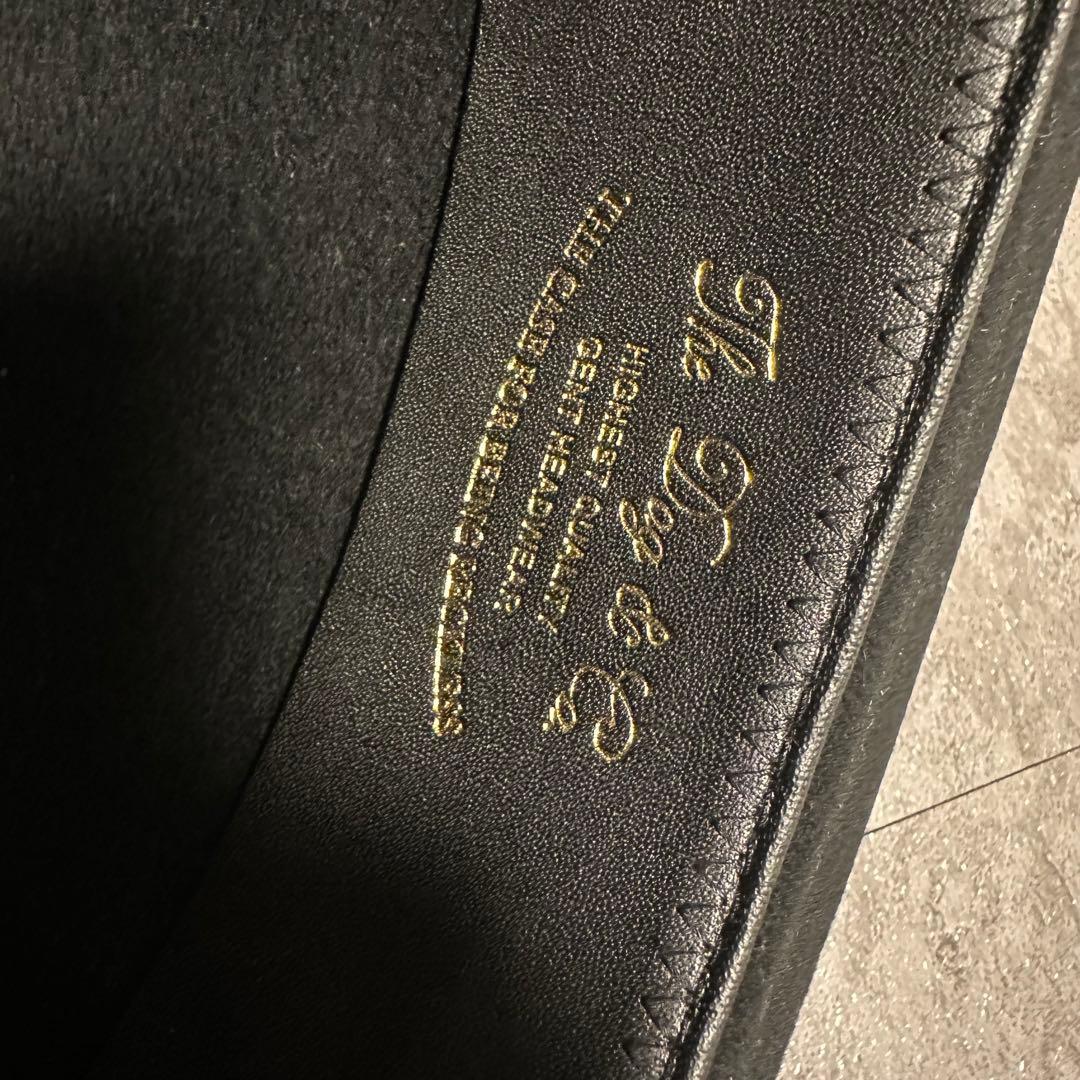 The Dog & Co.
HIGHEST QUALITY
GENT HEADWEAR
THE CASE FOR BEING RECKLESS